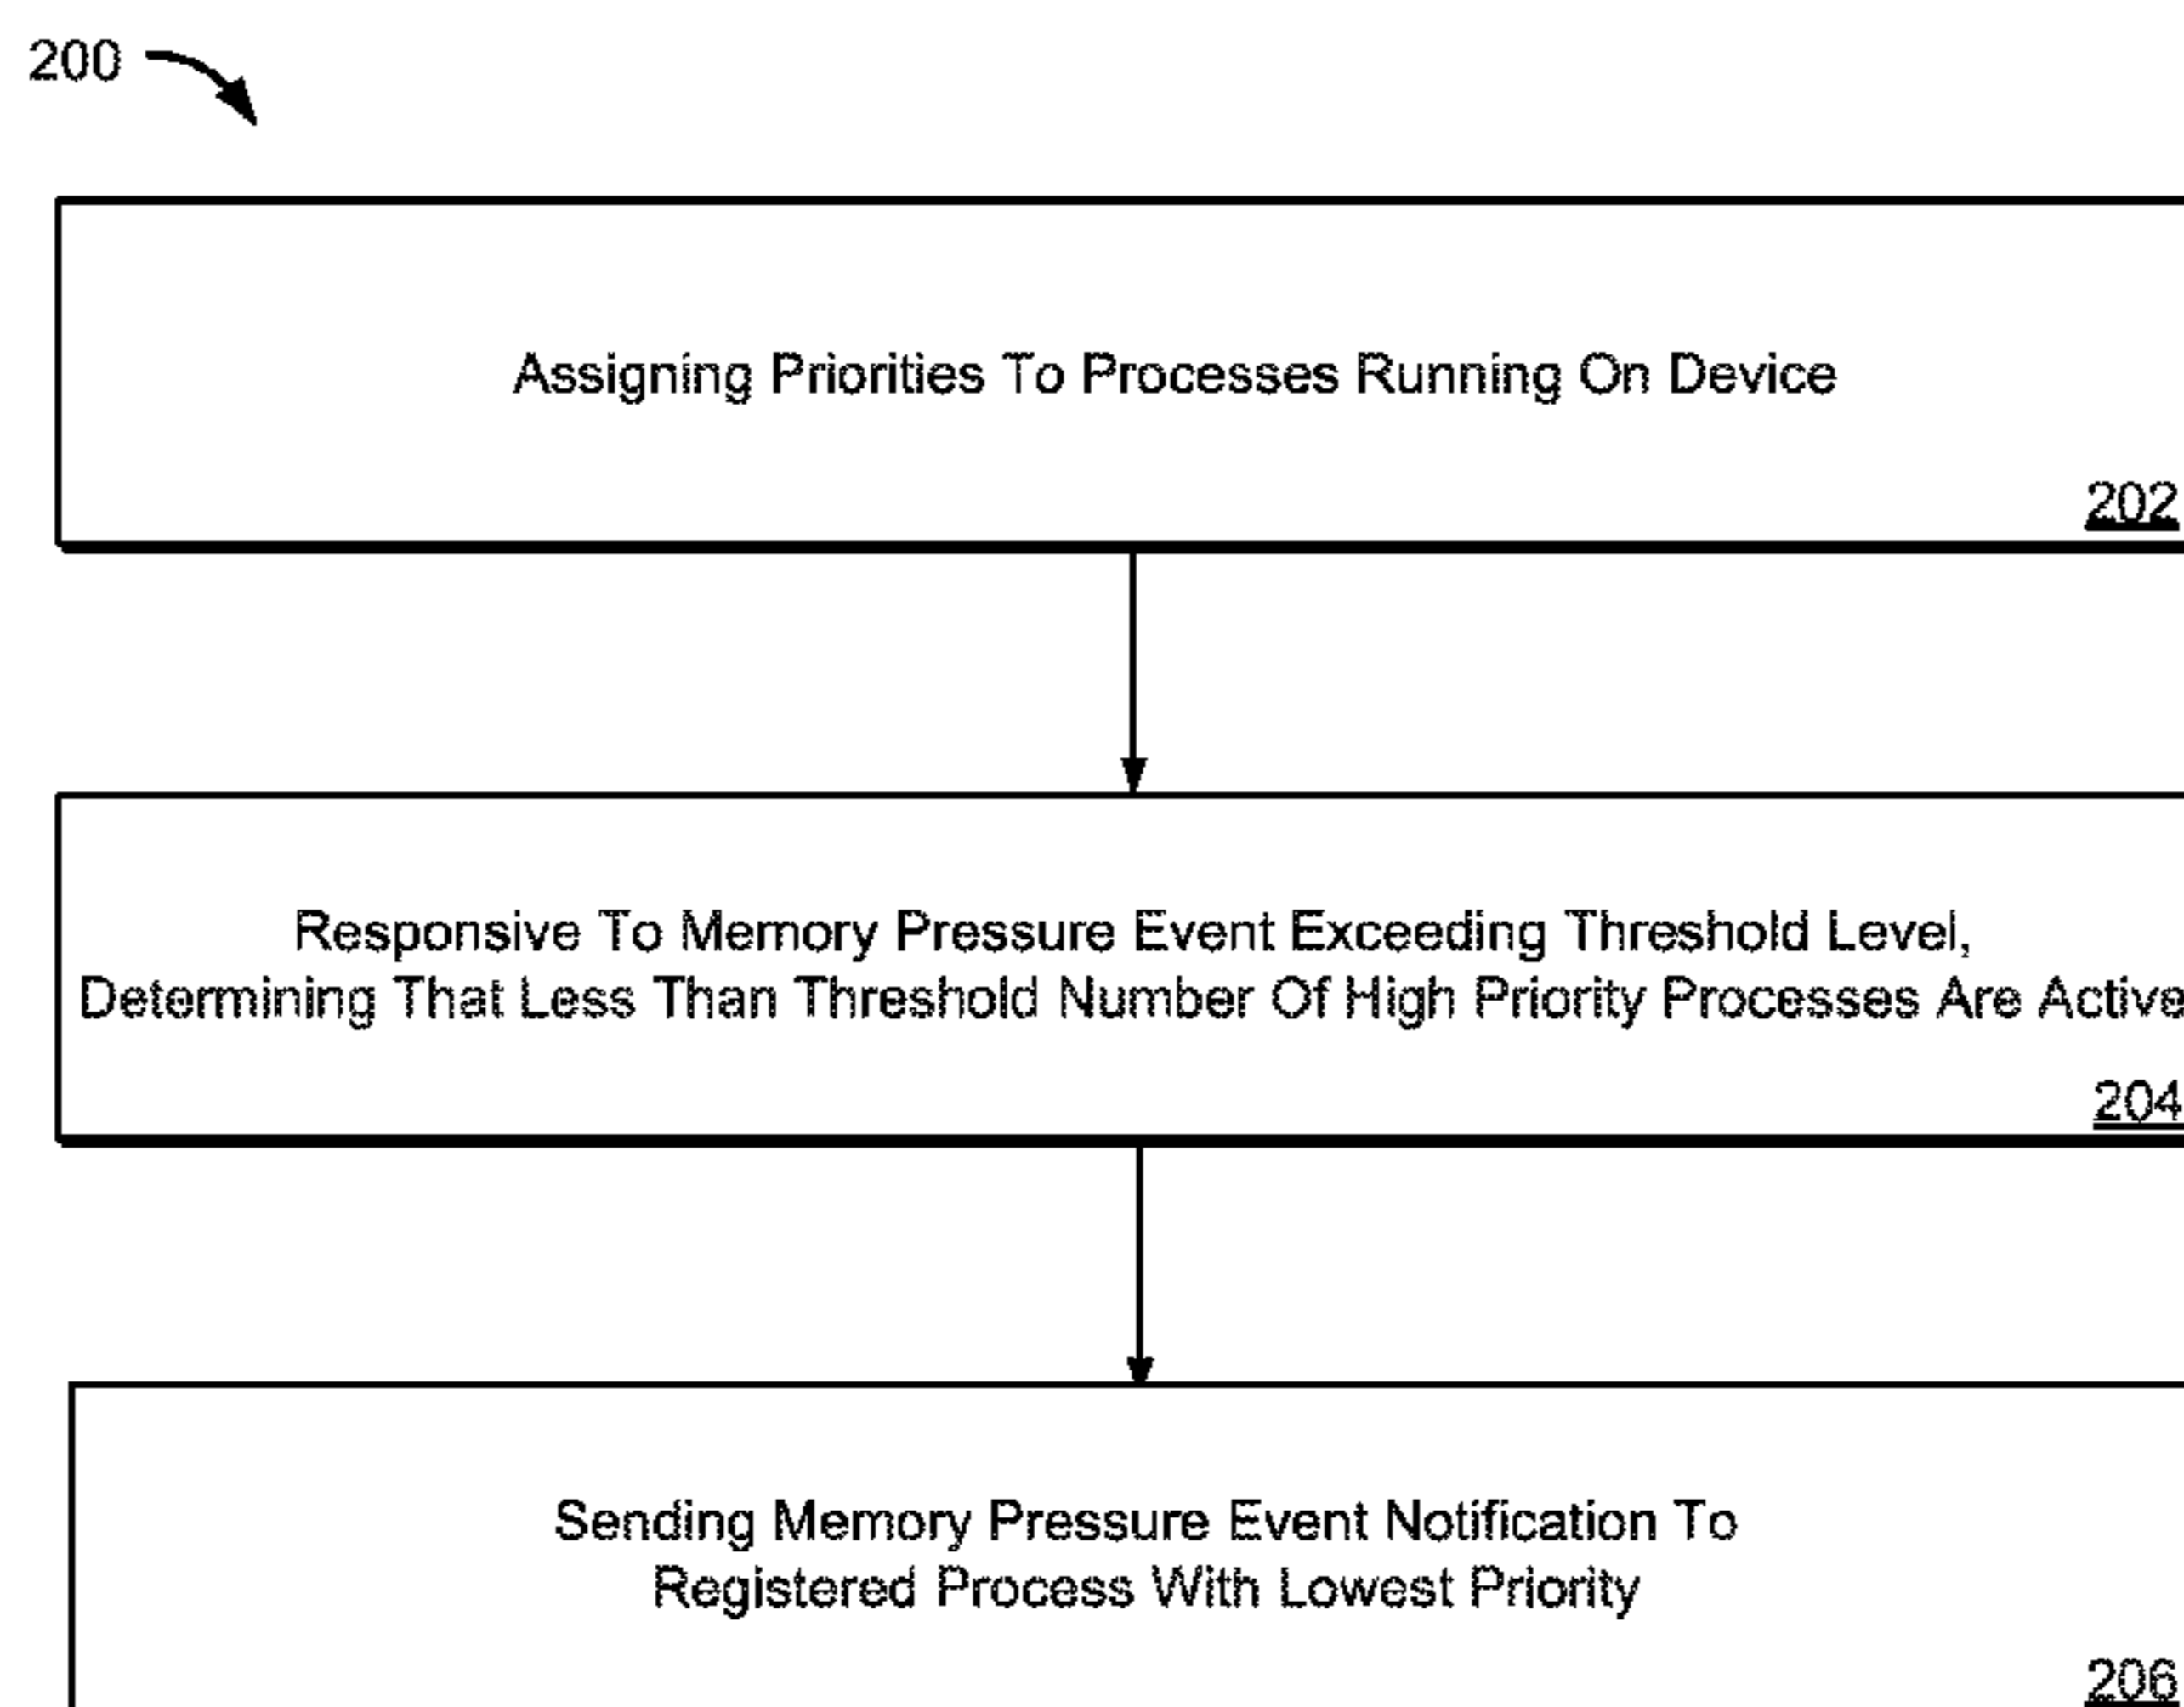 200
Assigning Priorities To Processes Running On Device
202
Responsive To Memory Pressure Event Exceeding Threshold Level,
Determining That Less Than Threshold Number Of High Priority Processes Are Active
204
Sending Memory Pressure Event Notification To
Registered Process With Lowest Priority
206